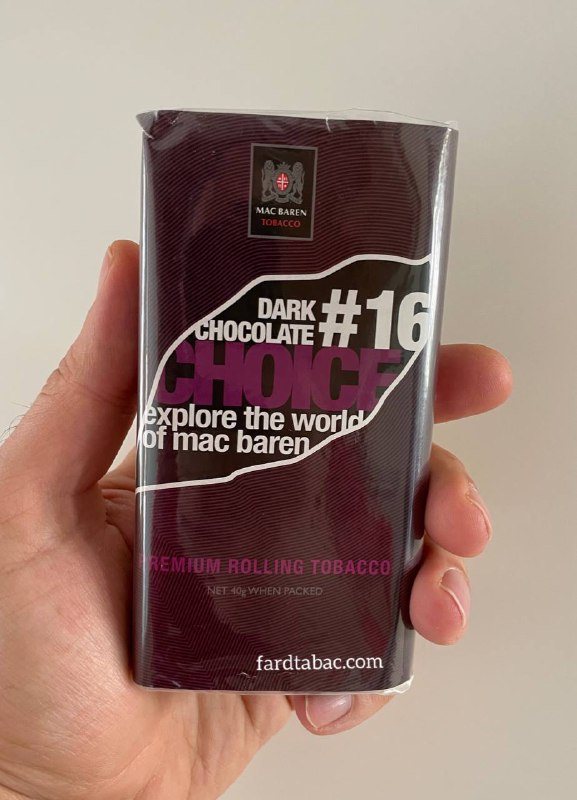 MAC BAREN
TOBACCO
DARK
CHOCOLATE #16
CHOICE
explore the world
of mac baren
PREMIUM ROLLING TOBACCO
NET 40g WHEN PACKED
fardtabac.com